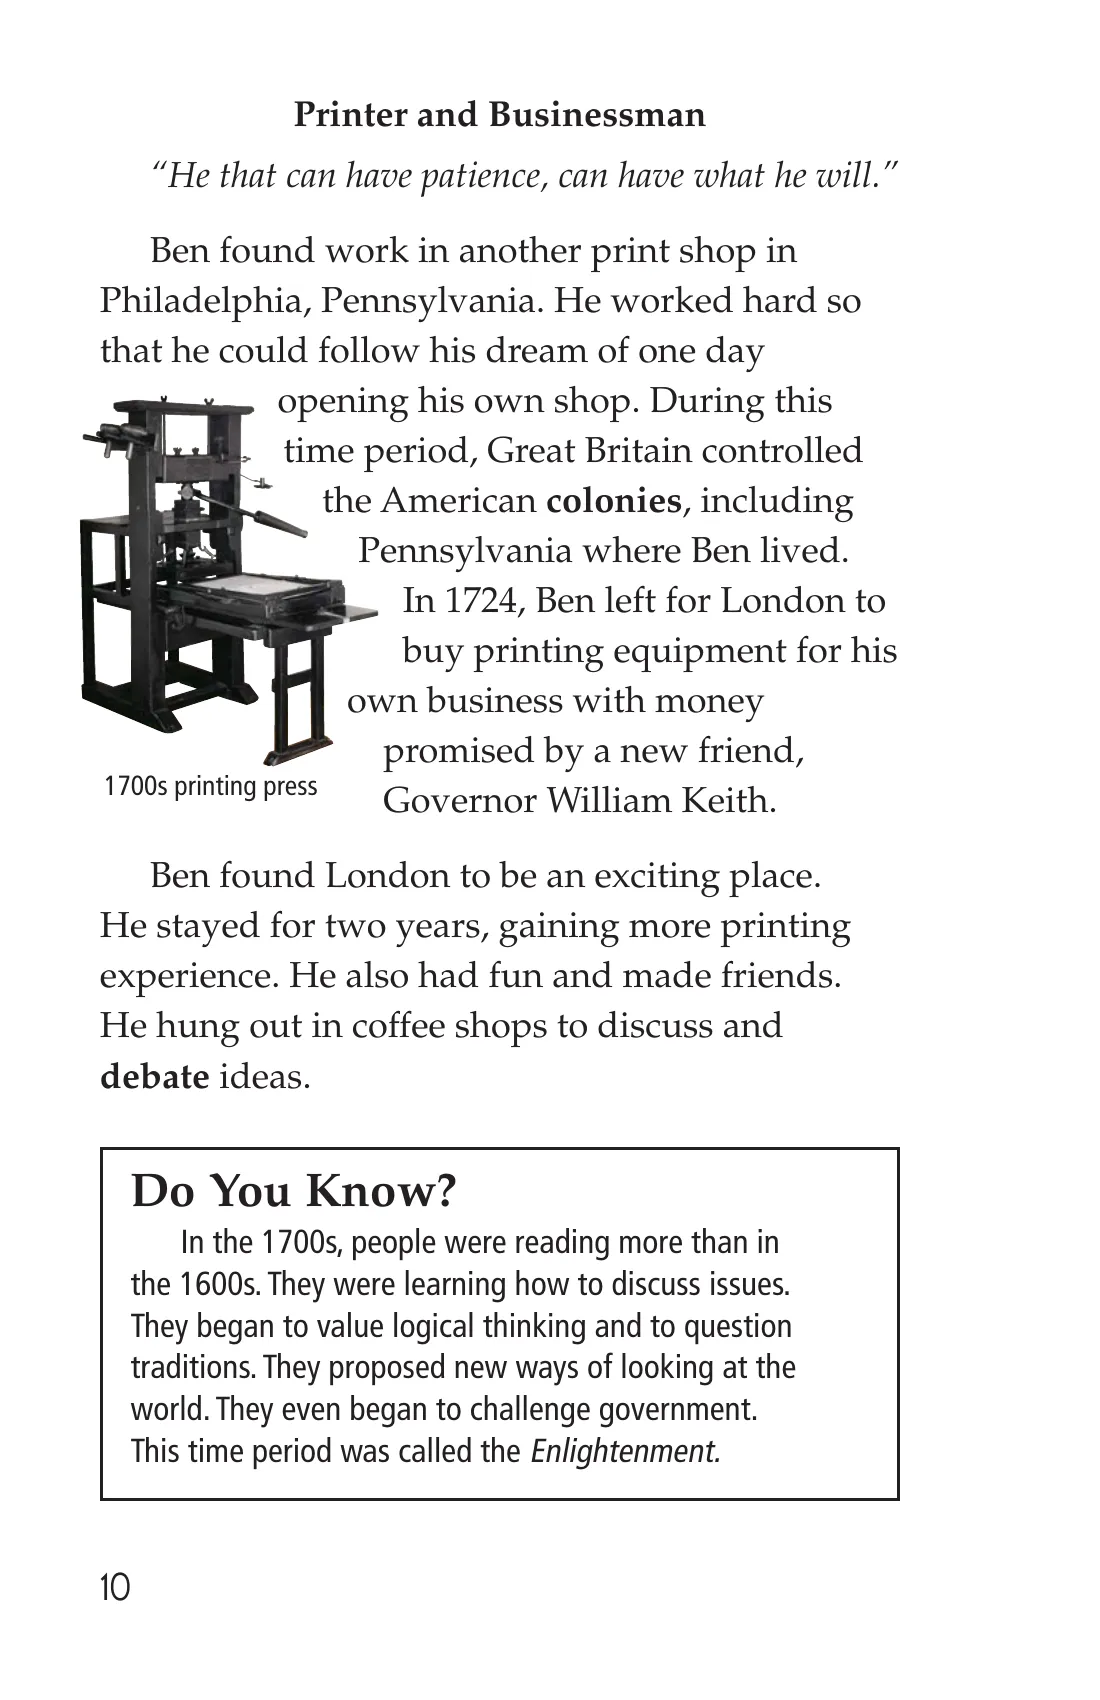 Printer and Businessman
“He that can have patience, can have what he will.”
Ben found work in another print shop in
Philadelphia, Pennsylvania. He worked hard so
that he could follow his dream of one day
opening his own shop. During this
time period, Great Britain controlled
the American colonies, including
Pennsylvania where Ben lived.
In 1724, Ben left for London to
buy printing equipment for his
own business with money
promised by a new friend,
Governor William Keith.
1700s printing press
Ben found London to be an exciting place.
He stayed for two years, gaining more printing
experience. He also had fun and made friends.
He hung out in coffee shops to discuss and
debate ideas.
Do You Know?
In the 1700s, people were reading more than in
the 1600s. They were learning how to discuss issues.
They began to value logical thinking and to question
traditions. They proposed new ways of looking at the
world. They even began to challenge government.
This time period was called the Enlightenment.
10